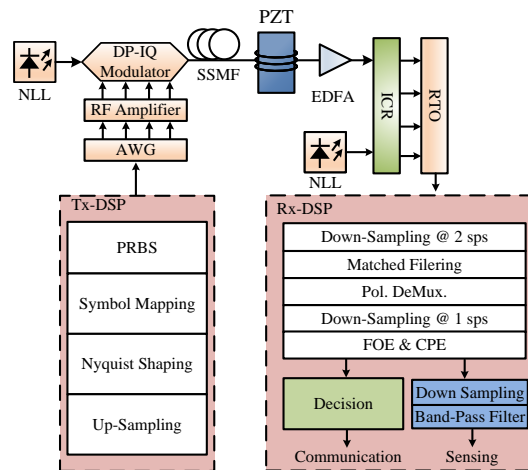 PZT
DP-IQ
Modulator
SSMF
NLL
EDFA
RF Amplifier
ICR
RTO
AWG
NLL
Tx-DSP
PRBS
Symbol Mapping
Nyquist Shaping
Up-Sampling
Rx-DSP
Down-Sampling @ 2 sps
Matched Filering
Pol. DeMux.
Down-Sampling @ 1 sps
FOE & CPE
Decision
Down Sampling
Band-Pass Filter
Communication
Sensing